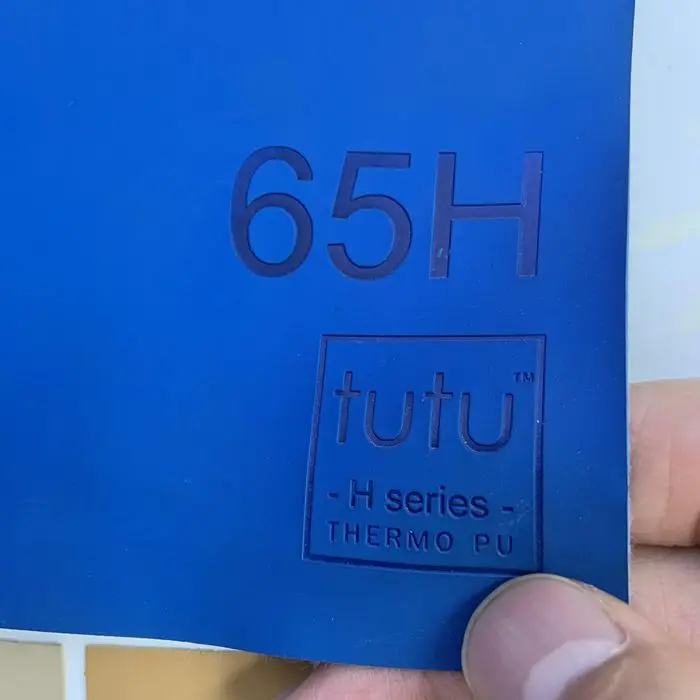 65H
tutu™
- H series -
THERMO PU